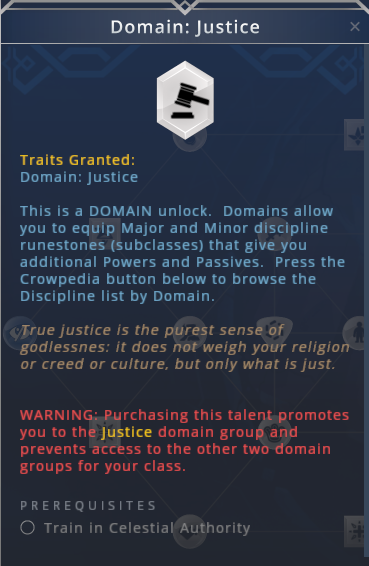 Domain: Justice
Traits Granted:
Domain: Justice
This is a DOMAIN unlock. Domains allow
you to equip Major and Minor discipline
runestones (subclasses) that give you
additional Powers and Passives. Press the
Crowpedia button below to browse the
Discipline list by Domain.
True justice is the purest sense of
godlessnes: it does not weigh your religion
or creed or culture, but only what is just.
WARNING: Purchasing this talent promotes
you to the Justice domain group and
prevents access to the other two domain
groups for your class.
PREREQUISITES
Train in Celestial Authority